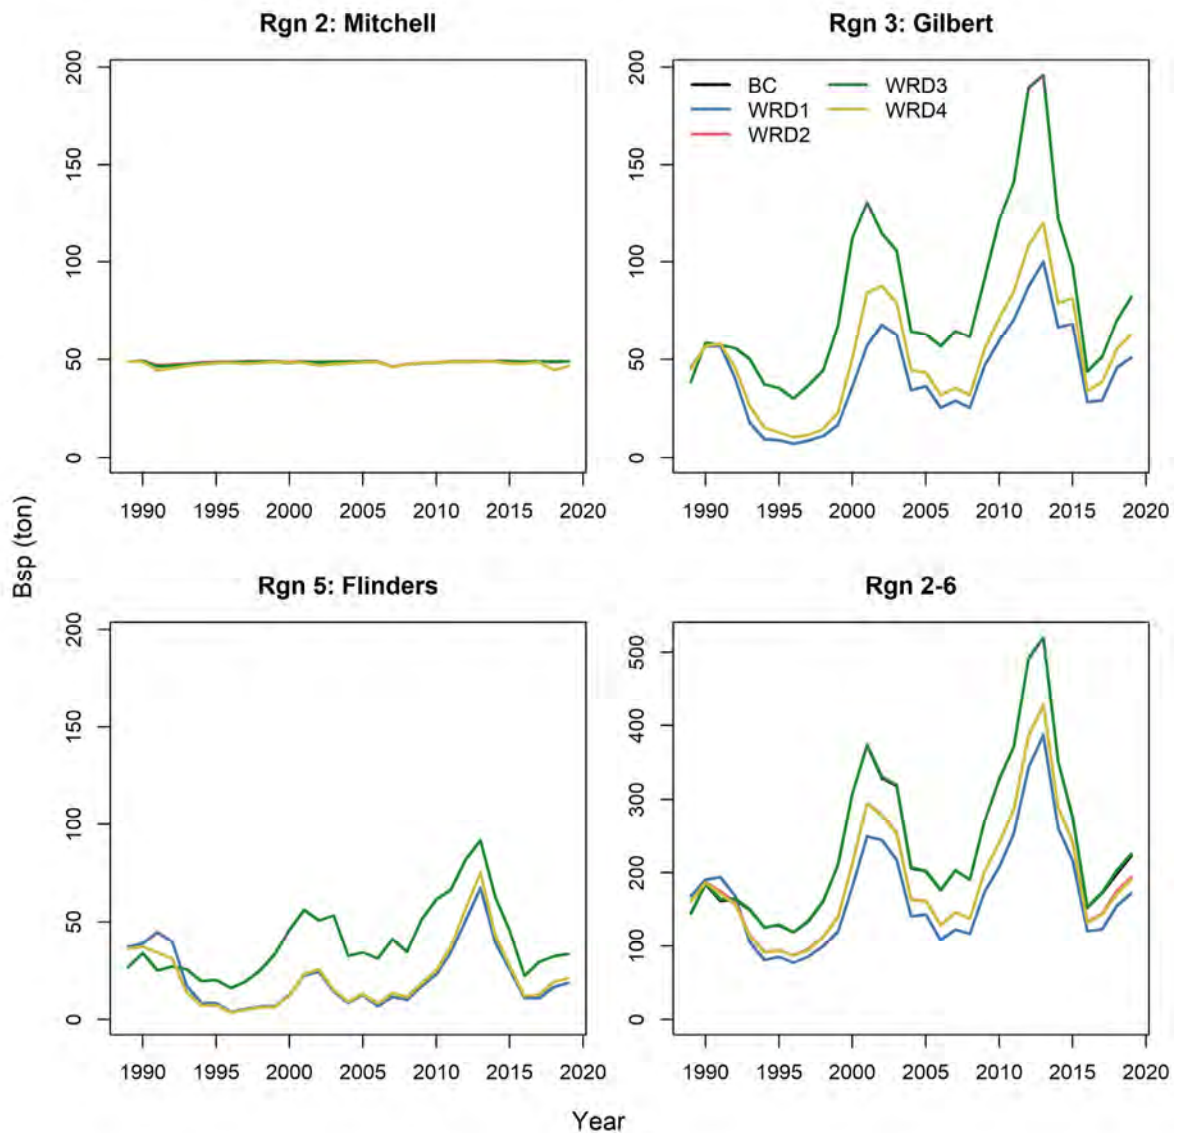 Rgn 2: Mitchell
0 50 100 150 200
1990 1995 2000 2005 2010 2015 2020
Rgn 3: Gilbert
BC WRD3
WRD1 WRD4
WRD2
0 50 100 150 200
1990 1995 2000 2005 2010 2015 2020
Bsp (ton)
Rgn 5: Flinders
0 50 100 150 200
1990 1995 2000 2005 2010 2015 2020
Rgn 2-6
0 100 200 300 400 500
1990 1995 2000 2005 2010 2015 2020
Year